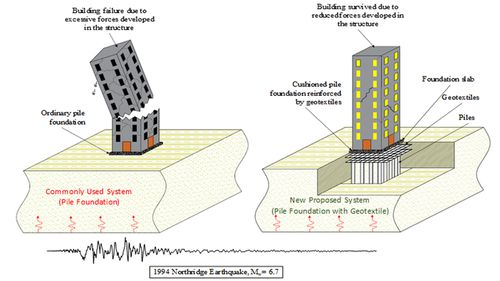 Building failure due to
excessive forces developed
in the structure
Ordinary pile
foundation
Commonly Used System
(Pile Foundation)
Building survived due to
reduced forces developed in
the structure
Cushioned pile
foundation reinforced
by geotextiles
Foundation slab
Geotextiles
Piles
New Proposed System
(Pile Foundation with Geotextile)
1994 Northridge Earthquake, Mw = 6.7